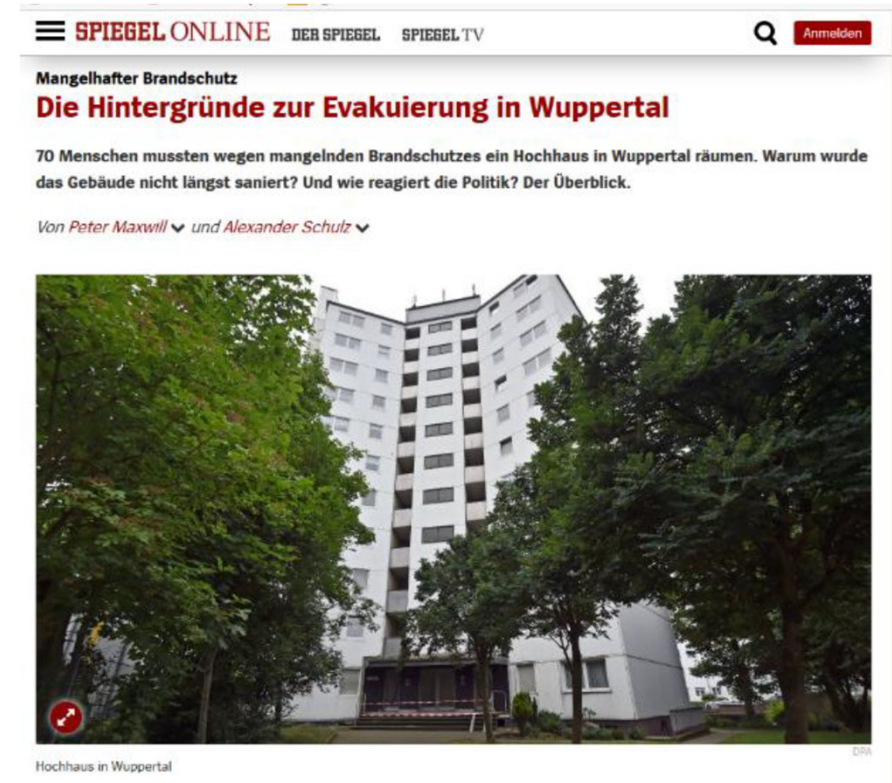 SPIEGEL ONLINE DER SPIEGEL SPIEGEL TV Anmelden
Mangelhafter Brandschutz
Die Hintergründe zur Evakuierung in Wuppertal
70 Menschen mussten wegen mangelnden Brandschutzes ein Hochhaus in Wuppertal räumen. Warum wurde
das Gebäude nicht längst saniert? Und wie reagiert die Politik? Der Überblick.
Von Peter Maxwill und Alexander Schulz
DPA
Hochhaus in Wuppertal